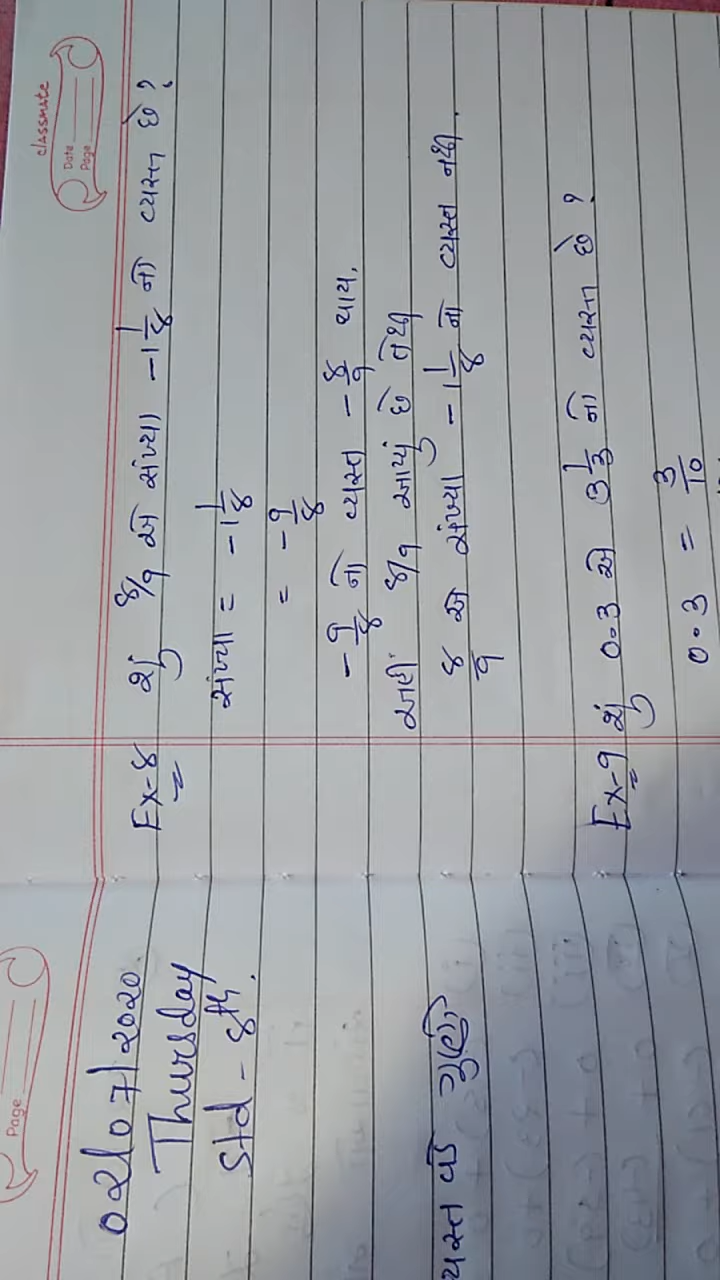 Page
02/07/2020.
Thursday
Std - 8th.
વ્યસ્ત વડે ગુણો
classmate
Date
Page
Ex-8 શું 8/9 એ સંખ્યા -1 1/8 નો વ્યસ્ત છે?
સંખ્યા = -1 1/8
= -9/8
-9/8 નો વ્યસ્ત -8/9 થાય.
અહીં 8/9 આપ્યું છે તેથી
8/9 એ સંખ્યા -1 1/8 નો વ્યસ્ત નથી.
Ex-9 શું 0.3 એ 3 1/3 નો વ્યસ્ત છે?
0.3 = 3/10